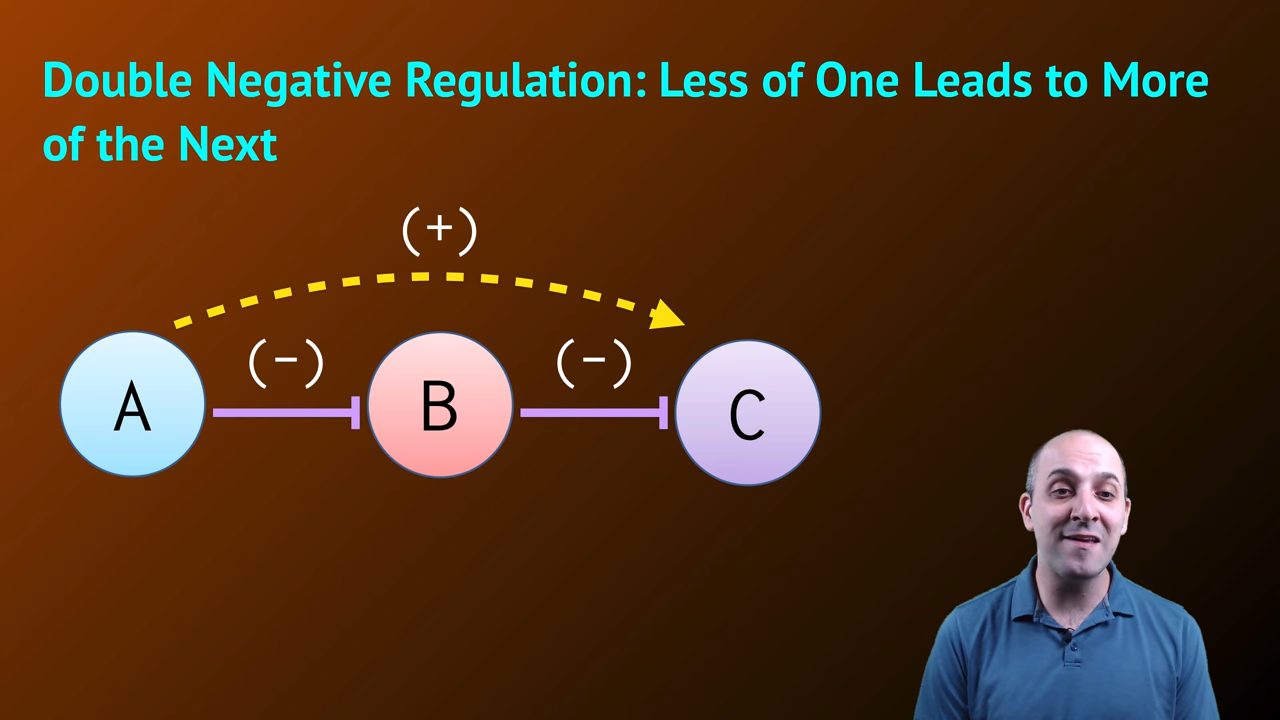 Double Negative Regulation: Less of One Leads to More
of the Next
(+)
(-) (-)
A B C